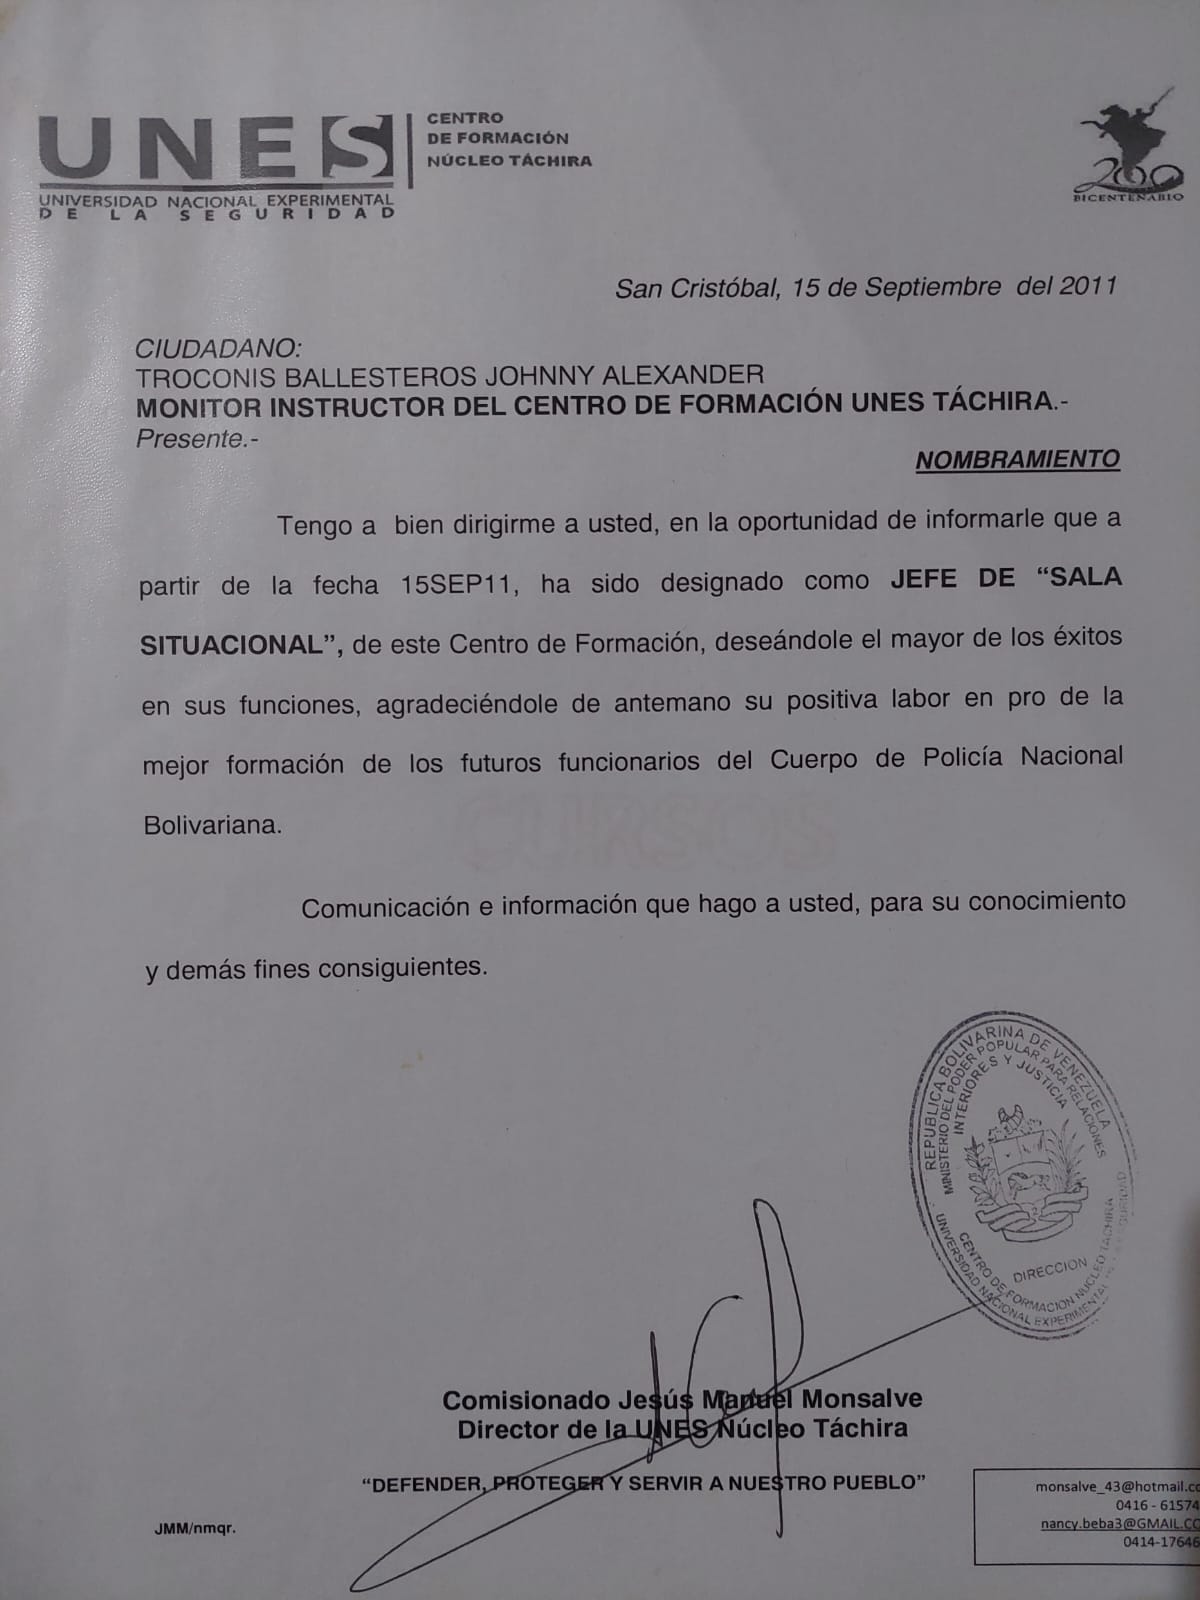 UNES
UNIVERSIDAD NACIONAL EXPERIMENTAL
DE LA SEGURIDAD
CENTRO
DE FORMACIÓN
NÚCLEO TÁCHIRA
200
BICENTENARIO
San Cristóbal, 15 de Septiembre del 2011
CIUDADANO:
TROCONIS BALLESTEROS JOHNNY ALEXANDER
MONITOR INSTRUCTOR DEL CENTRO DE FORMACIÓN UNES TÁCHIRA.-
Presente.-
NOMBRAMIENTO
Tengo a bien dirigirme a usted, en la oportunidad de informarle que a
partir de la fecha 15SEP11, ha sido designado como JEFE DE “SALA
SITUACIONAL”, de este Centro de Formación, deseándole el mayor de los éxitos
en sus funciones, agradeciéndole de antemano su positiva labor en pro de la
mejor formación de los futuros funcionarios del Cuerpo de Policía Nacional
Bolivariana.
CURSOS
Comunicación e información que hago a usted, para su conocimiento
y demás fines consiguientes.
REPUBLICA BOLIVARINA DE VENEZUELA
MINISTERIO DEL PODER POPULAR PARA RELACIONES
INTERIORES Y JUSTICIA
DIRECCION
CENTRO DE FORMACION NUCLEO TACHIRA
UNIVERSIDAD NACIONAL EXPERIMENTAL DE LA SEGURIDAD
Comisionado Jesús Manuel Monsalve
Director de la UNES Núcleo Táchira
“DEFENDER, PROTEGER Y SERVIR A NUESTRO PUEBLO”
JMM/nmqr.
monsalve_43@hotmail.co
0416 - 61574
nancy.beba3@GMAIL.CO
0414-17646